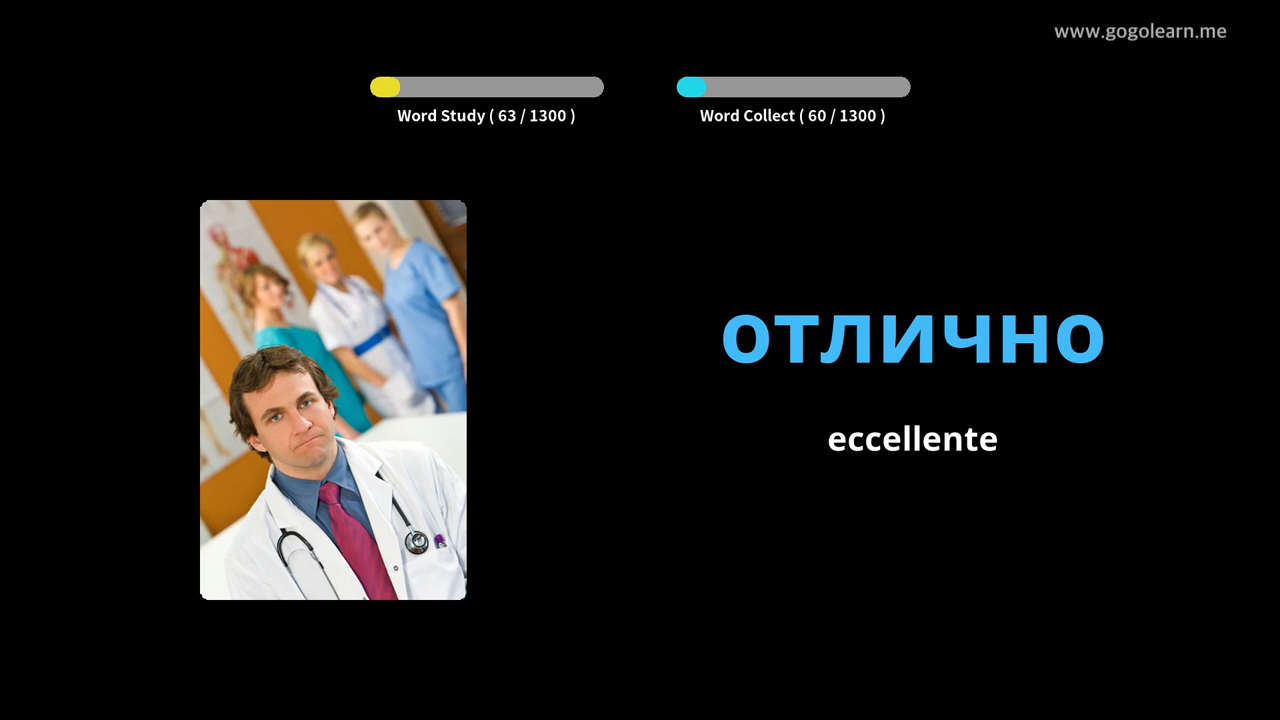 www.gogolearn.me
Word Study ( 63 / 1300 )
Word Collect ( 60 / 1300 )
отлично
eccellente